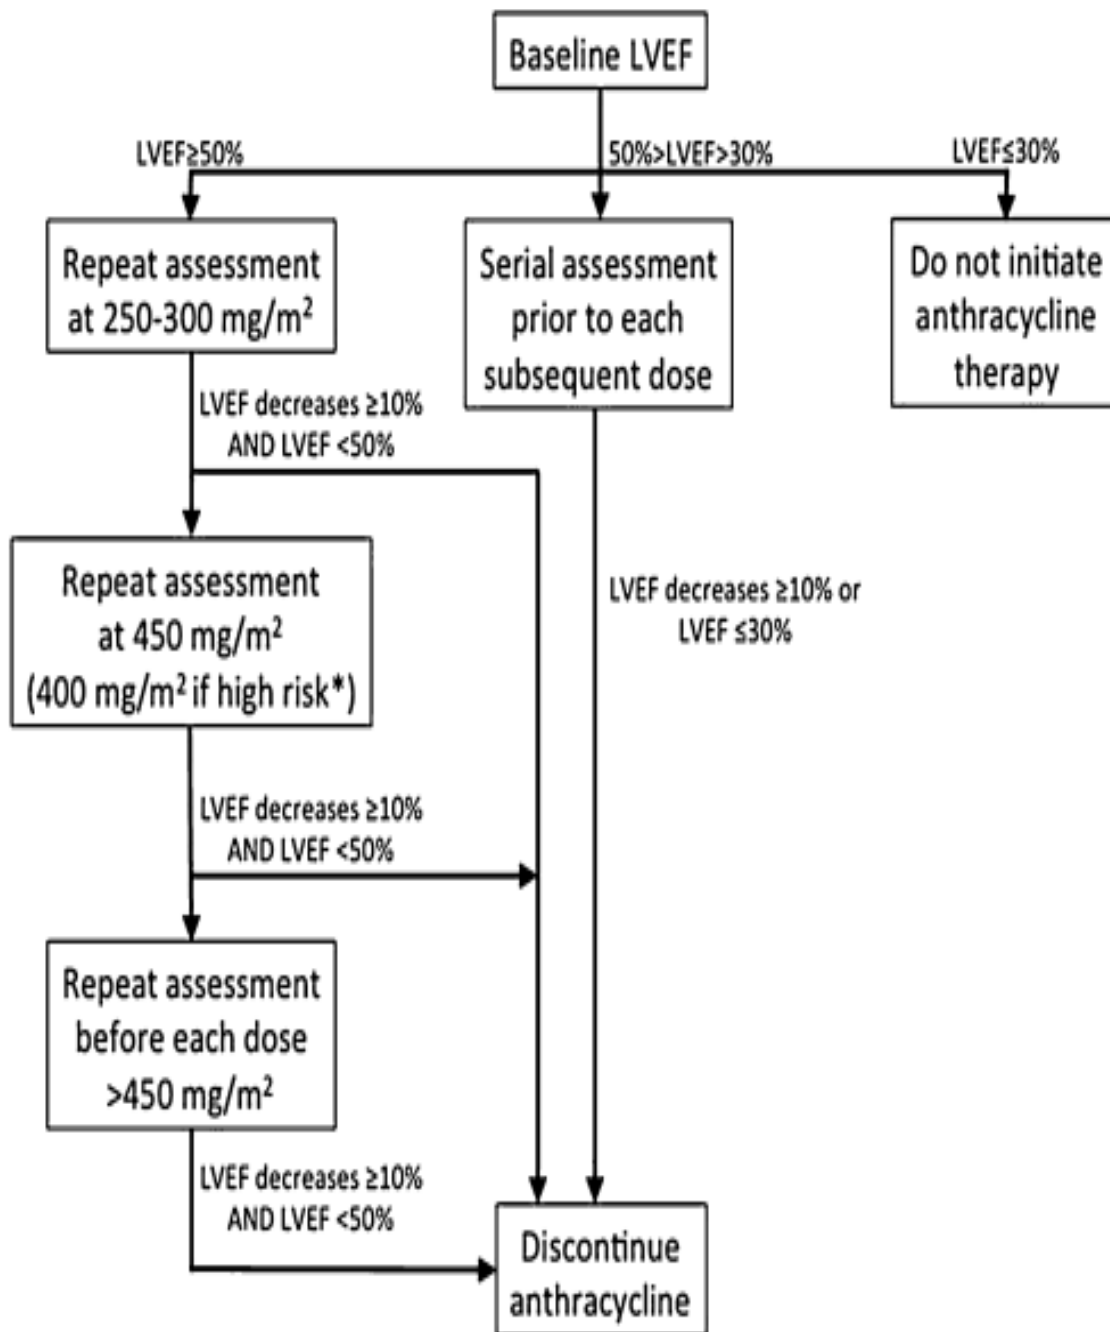 Baseline LVEF
LVEF≥50%
50%>LVEF>30%
LVEF≤30%
Repeat assessment
at 250-300 mg/m²
Serial assessment
prior to each
subsequent dose
Do not initiate
anthracycline
therapy
LVEF decreases ≥10%
AND LVEF <50%
Repeat assessment
at 450 mg/m²
(400 mg/m² if high risk*)
LVEF decreases ≥10% or
LVEF ≤30%
LVEF decreases ≥10%
AND LVEF <50%
Repeat assessment
before each dose
>450 mg/m²
LVEF decreases ≥10%
AND LVEF <50%
Discontinue
anthracycline